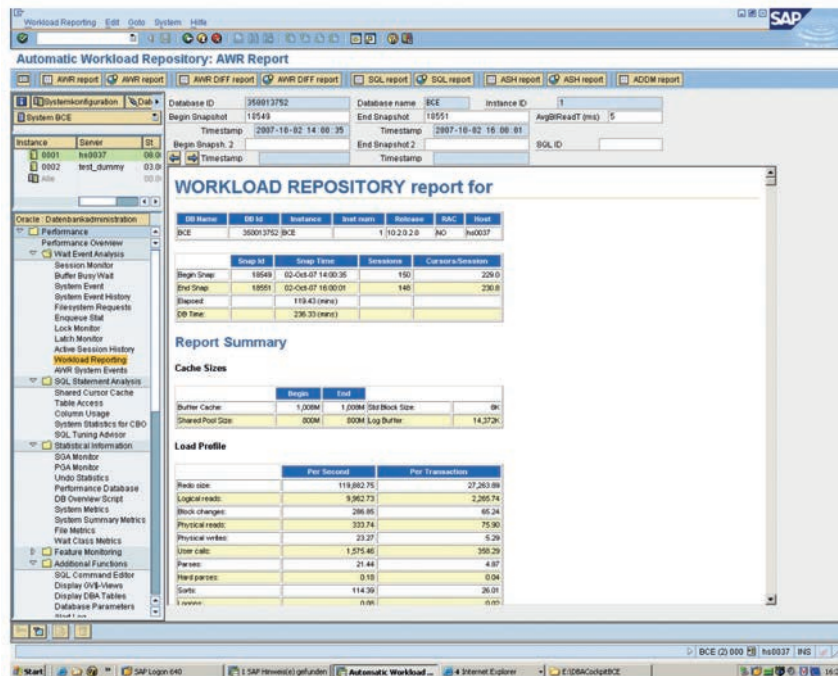 Workload Reporting Edit Goto System Hilfe
SAP
Automatic Workload Repository: AWR Report
AWR report AWR report AWR DIFF report AWR DIFF report SQL report SQL report ASH report ASH report ADDM report
Systemkonfiguration Dab
System BCE
Instance Server St
0001 hs0037
0002 test_dummy
Alle
Database ID 350013752 Database name BCE Instance ID 1
Begin Snapshot 18549 End Snapshot 18551 AvgBlReadT (ms) 5
Timestamp 2007-10-02 14:00:35 Timestamp 2007-10-02 16:00:01
Begin Snapsh. 2 End Snapshot 2 SQL ID
Timestamp Timestamp
Oracle : Datenbankadministration
Performance
Performance Overview
Wait Event Analysis
Session Monitor
Buffer Busy Wait
System Event
System Event History
Filesystem Requests
Enqueue Stat
Lock Monitor
Latch Monitor
Active Session History
Workload Reporting
AWR System Events
SQL Statement Analysis
Shared Cursor Cache
Table Access
Column Usage
System Statistics for CBO
SQL Tuning Advisor
Statistical Information
SGA Monitor
PGA Monitor
Undo Statistics
Performance Database
DB Overview Script
System Metrics
System Summary Metrics
File Metrics
Wait Class Metrics
Feature Monitoring
Additional Functions
SQL Command Editor
Display GV$-Views
Display DBA Tables
Database Parameters
WORKLOAD REPOSITORY report for
DB Name DB Id Instance Inst num Release RAC Host
BCE 350013752 BCE 1 10.2.0.2.0 NO hs0037
Snap Id Snap Time Sessions Cursors/Session
Begin Snap: 18549 02-Oct-07 14:00:35 150 229.0
End Snap: 18551 02-Oct-07 16:00:01 148 230.8
Elapsed: 119.43 (mins)
DB Time: 236.33 (mins)
Report Summary
Cache Sizes
Begin End
Buffer Cache: 1,008M 1,008M Std Block Size: 8K
Shared Pool Size: 800M 800M Log Buffer: 14,372K
Load Profile
Per Second Per Transaction
Redo size: 119,882.75 27,263.89
Logical reads: 9,962.73 2,265.74
Block changes: 286.85 65.24
Physical reads: 333.74 75.90
Physical writes: 23.27 5.29
User calls: 1,575.46 358.29
Parses: 21.44 4.87
Hard parses: 0.18 0.04
Sorts: 114.39 26.01
Logons: 0.05 0.02
BCE (2) 000 hs0037 INS
Start SAP Logon 640 1 SAP Hinweis(e) gefunden Automatic Workload ... 4 Internet Explorer E:\DBACockpit\BCE